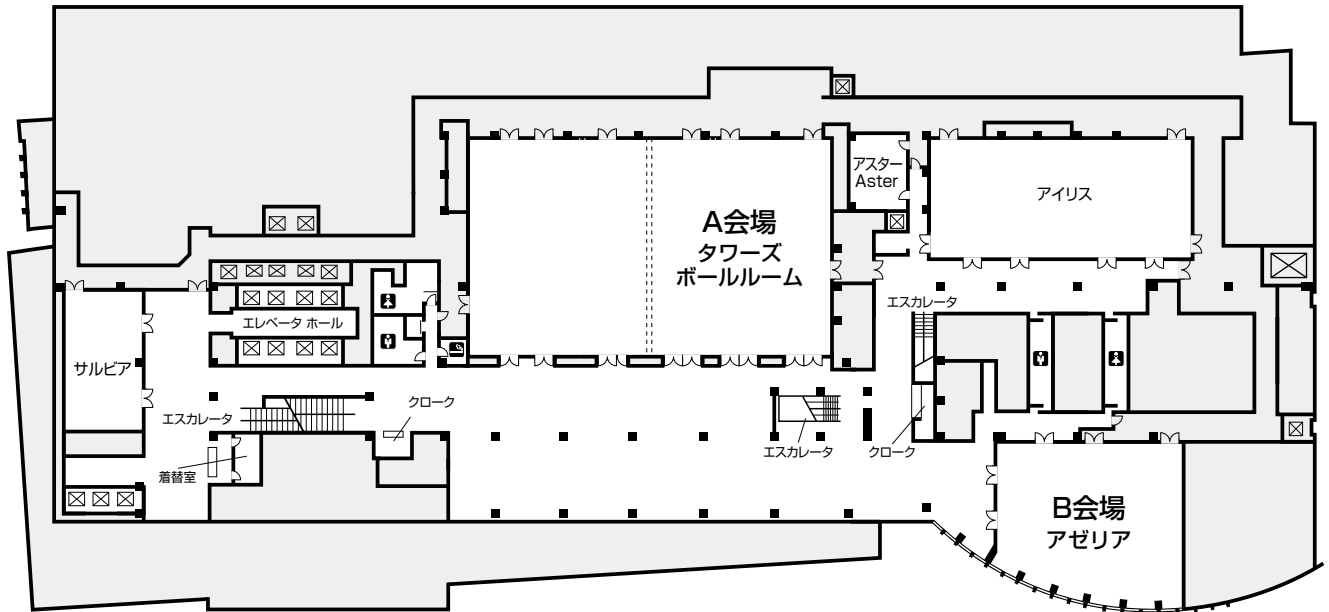 アスター
Aster
アイリス
A会場
タワーズ
ボールルーム
エスカレータ
エレベータ ホール
サルビア
クローク
エスカレータ
エスカレータ
クローク
着替室
B会場
アゼリア